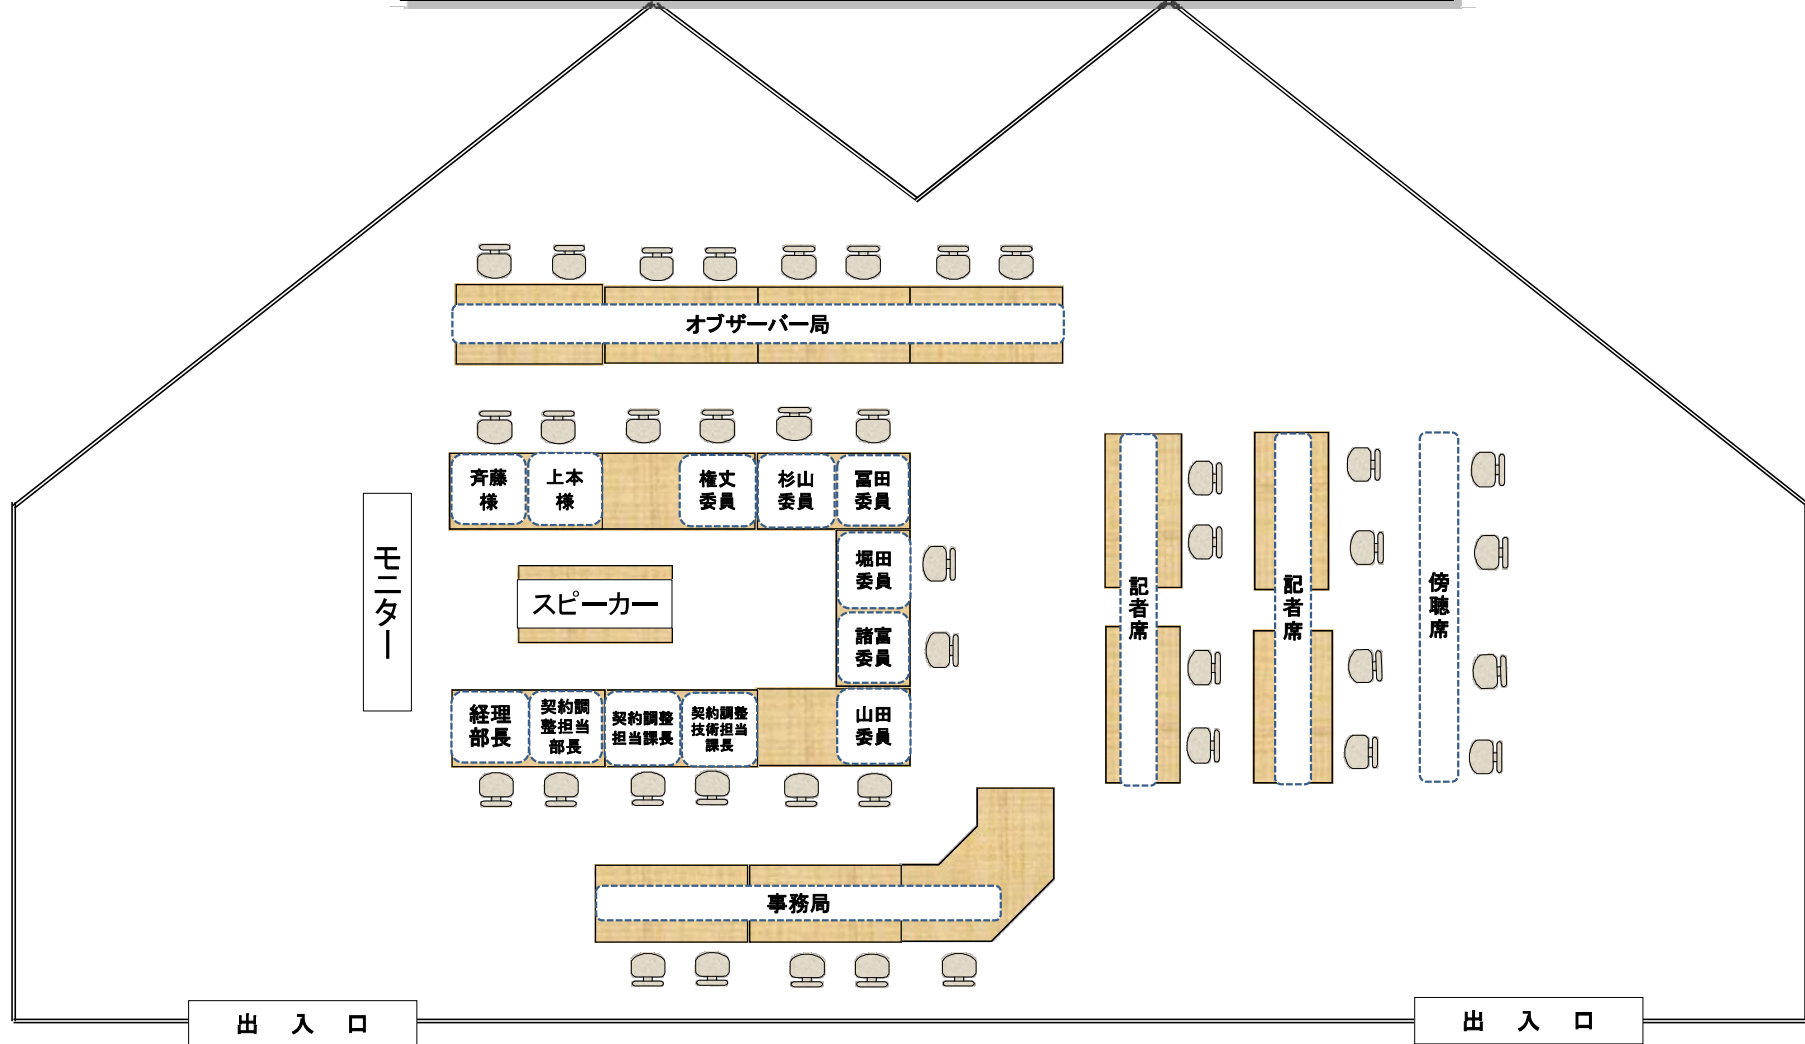 オブザーバー局
斉藤
様
上本
様
権丈
委員
杉山
委員
冨田
委員
堀田
委員
諸富
委員
モニター
スピーカー
経理
部長
契約調
整担当
部長
契約調整
担当課長
契約調整
技術担当
課長
山田
委員
記者席
記者席
傍聴席
事務局
出 入 口
出 入 口